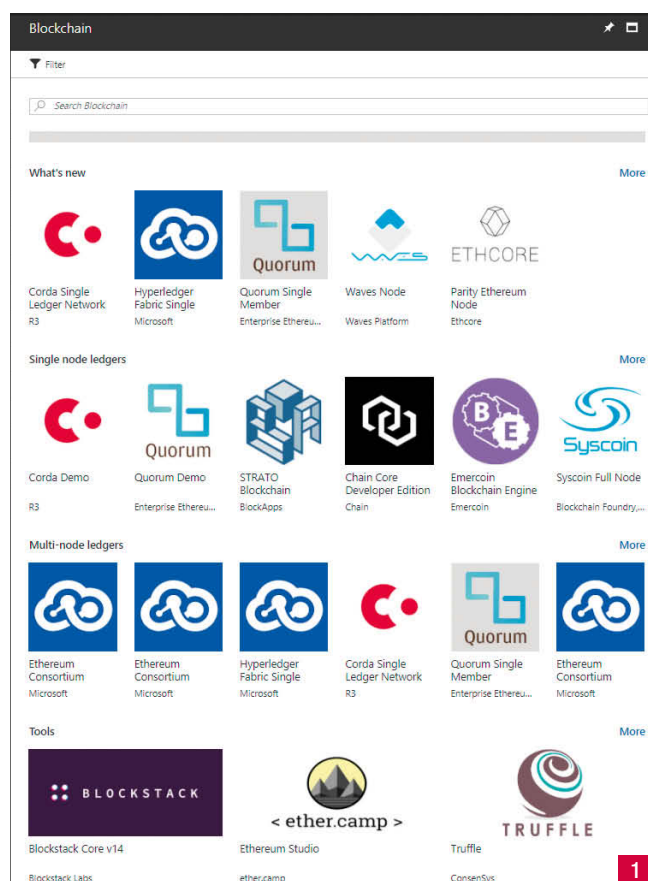 Blockchain
Filter
Search Blockchain
What's new
More
Quorum
WAVES
ETHCORE
Corda Single
Ledger Network
R3
Hyperledger
Fabric Single
Microsoft
Quorum Single
Member
Enterprise Ethereu...
Waves Node
Waves Platform
Parity Ethereum
Node
Ethcore
Single node ledgers
More
Quorum
BE
Syscoin
Corda Demo
R3
Quorum Demo
Enterprise Ethereu...
STRATO
Blockchain
BlockApps
Chain Core
Developer Edition
Chain
Emercoin
Blockchain Engine
Emercoin
Syscoin Full Node
Blockchain Foundry,...
Multi-node ledgers
More
Quorum
Ethereum
Consortium
Microsoft
Ethereum
Consortium
Microsoft
Hyperledger
Fabric Single
Microsoft
Corda Single
Ledger Network
R3
Quorum Single
Member
Enterprise Ethereu...
Ethereum
Consortium
Microsoft
Tools
More
BLOCKSTACK
< ether.camp >
TRUFFLE
Blockstack Core v14
Blockstack Labs
Ethereum Studio
ether.camp
Truffle
ConsenSys
1